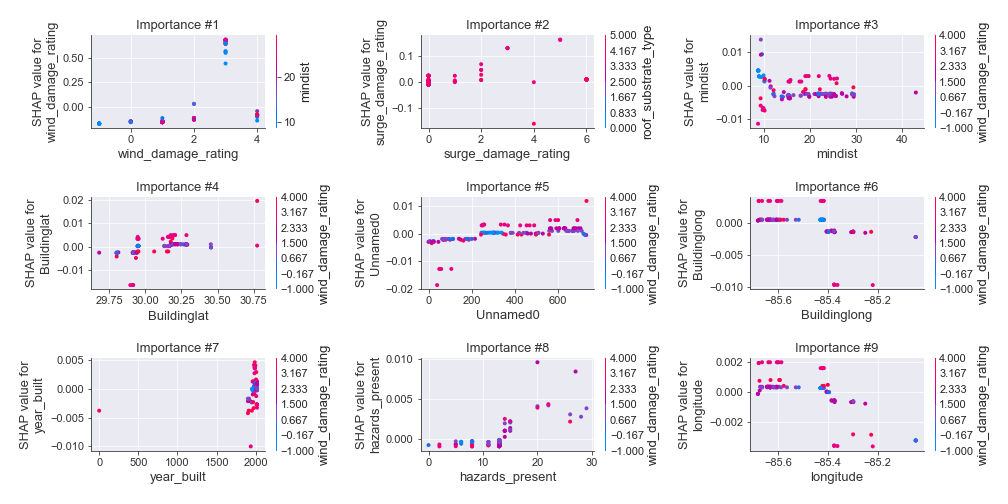 Importance #1
SHAP value for
wind_damage_rating
0.50
0.00
0
2
4
wind_damage_rating
20
10
mindist
Importance #2
SHAP value for
surge_damage_rating
0.1
0.0
−0.1
0
2
4
6
surge_damage_rating
5.000
4.167
3.333
2.500
1.667
0.833
0.000
roof_substrate_type
Importance #3
SHAP value for
mindist
0.01
0.00
−0.01
10
20
30
40
mindist
4.000
3.167
2.333
1.500
0.667
−0.167
−1.000
wind_damage_rating
Importance #4
SHAP value for
Buildinglat
0.02
0.01
0.00
−0.01
29.75
30.00
30.25
30.50
30.75
Buildinglat
4.000
3.167
2.333
1.500
0.667
−0.167
−1.000
wind_damage_rating
Importance #5
SHAP value for
Unnamed0
0.01
0.00
−0.01
−0.02
0
200
400
600
Unnamed0
4.000
3.167
2.333
1.500
0.667
−0.167
−1.000
wind_damage_rating
Importance #6
SHAP value for
Buildinglong
0.000
−0.005
−0.010
−85.6
−85.4
−85.2
Buildinglong
4.000
3.167
2.333
1.500
0.667
−0.167
−1.000
wind_damage_rating
Importance #7
SHAP value for
year_built
0.005
0.000
−0.005
−0.010
0
500
1000
1500
2000
year_built
4.000
3.167
2.333
1.500
0.667
−0.167
−1.000
wind_damage_rating
Importance #8
SHAP value for
hazards_present
0.010
0.005
0.000
0
10
20
30
hazards_present
4.000
3.167
2.333
1.500
0.667
−0.167
−1.000
wind_damage_rating
Importance #9
SHAP value for
longitude
0.002
0.000
−0.002
−85.6
−85.4
−85.2
longitude
4.000
3.167
2.333
1.500
0.667
−0.167
−1.000
wind_damage_rating